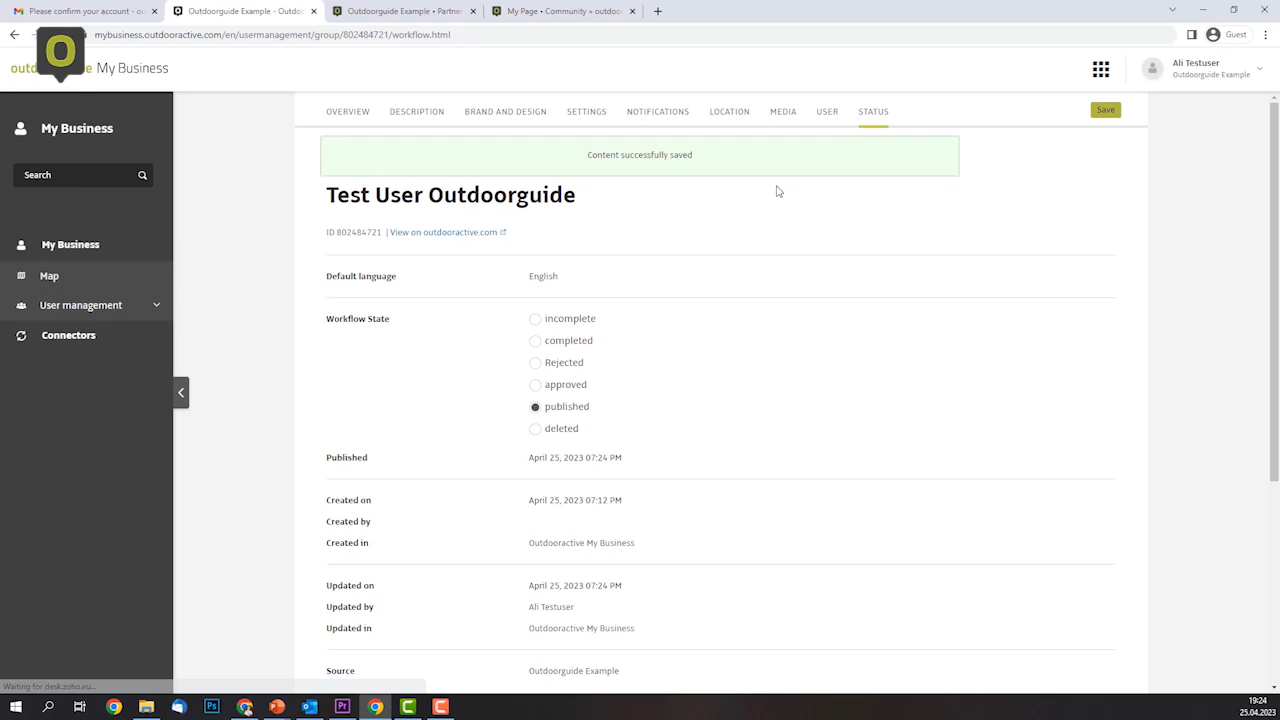 Please confirm your account - ou
Outdoorguide Example - Outdoo
Outdoorguide Example - Partner
My Page • Community » outdoo
mybusiness.outdooractive.com/en/usermanagement/group/802484721/workflow.html
Guest
O
My Business
Ali Testuser
Outdoorguide Example
My Business
OVERVIEW DESCRIPTION BRAND AND DESIGN SETTINGS NOTIFICATIONS LOCATION MEDIA USER STATUS
Save
Search
Content successfully saved
Test User Outdoorguide
ID 802484721 | View on outdooractive.com
My Business
Map
User management
Connectors
Default language English
Workflow State
incomplete
completed
Rejected
approved
published
deleted
Published April 25, 2023 07:24 PM
Created on April 25, 2023 07:12 PM
Created by
Created in Outdooractive My Business
Updated on April 25, 2023 07:24 PM
Updated by Ali Testuser
Updated in Outdooractive My Business
Source Outdoorguide Example
Waiting for desk.zoho.eu...
19:24
25.04.2023